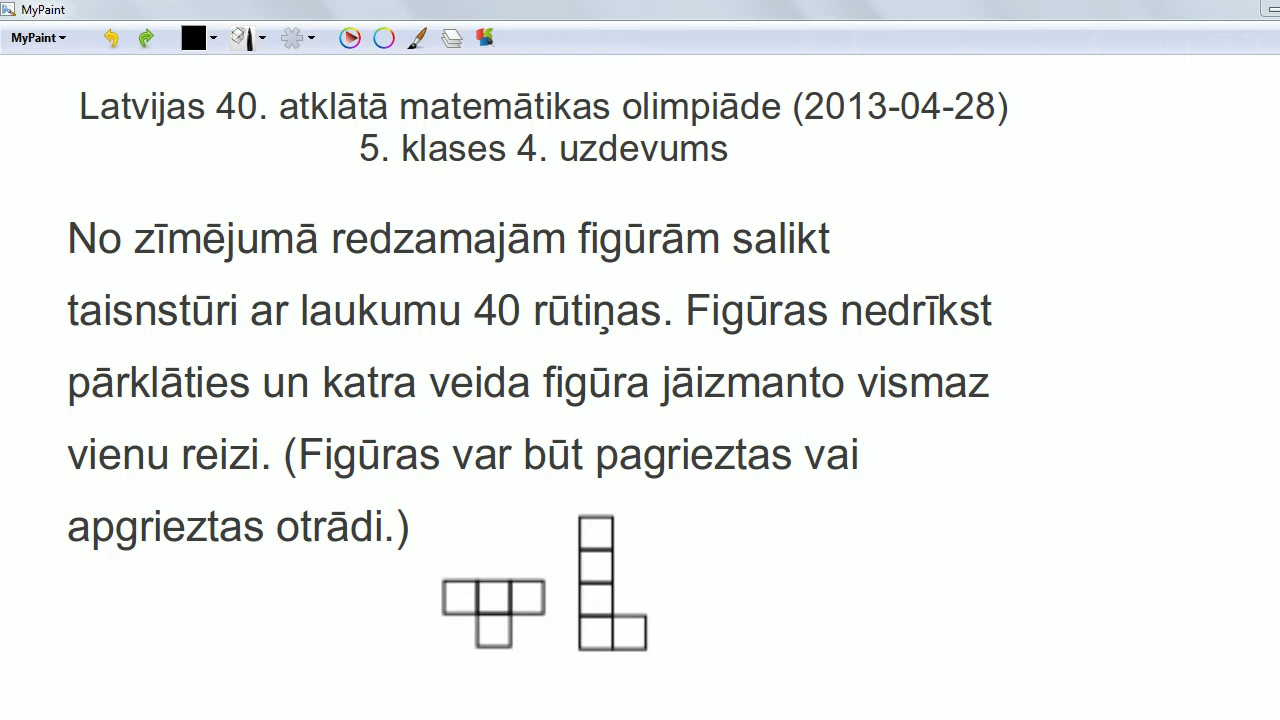 MyPaint
MyPaint
Latvijas 40. atklātā matemātikas olimpiāde (2013-04-28)
5. klases 4. uzdevums
No zīmējumā redzamajām figūrām salikt
taisnstūri ar laukumu 40 rūtiņas. Figūras nedrīkst
pārklāties un katra veida figūra jāizmanto vismaz
vienu reizi. (Figūras var būt pagrieztas vai
apgrieztas otrādi.)